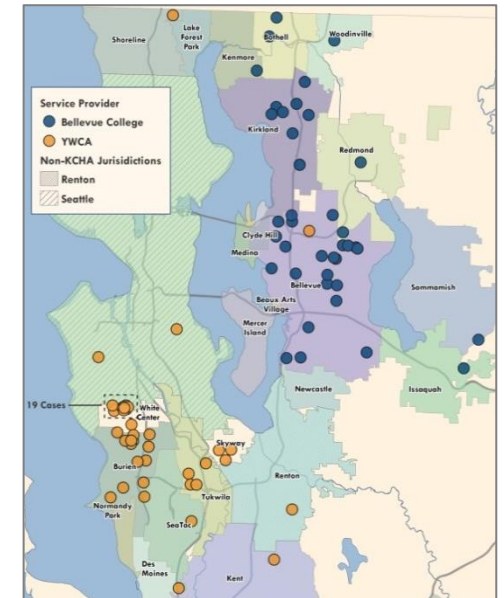 Shoreline
Lake
Forest
Park
Bothell
Woodinville
Kenmore
Service Provider
Bellevue College
YWCA
Non-KCHA Jurisidictions
Renton
Seattle
Kirkland
Redmond
Clyde Hill
Medina
Bellevue
Beaux Arts
Village
Sammamish
Mercer
Island
Issaquah
Newcastle
19 Cases
White
Center
Skyway
Burien
Renton
Tukwila
Normandy
Park
SeaTac
Des
Moines
Kent